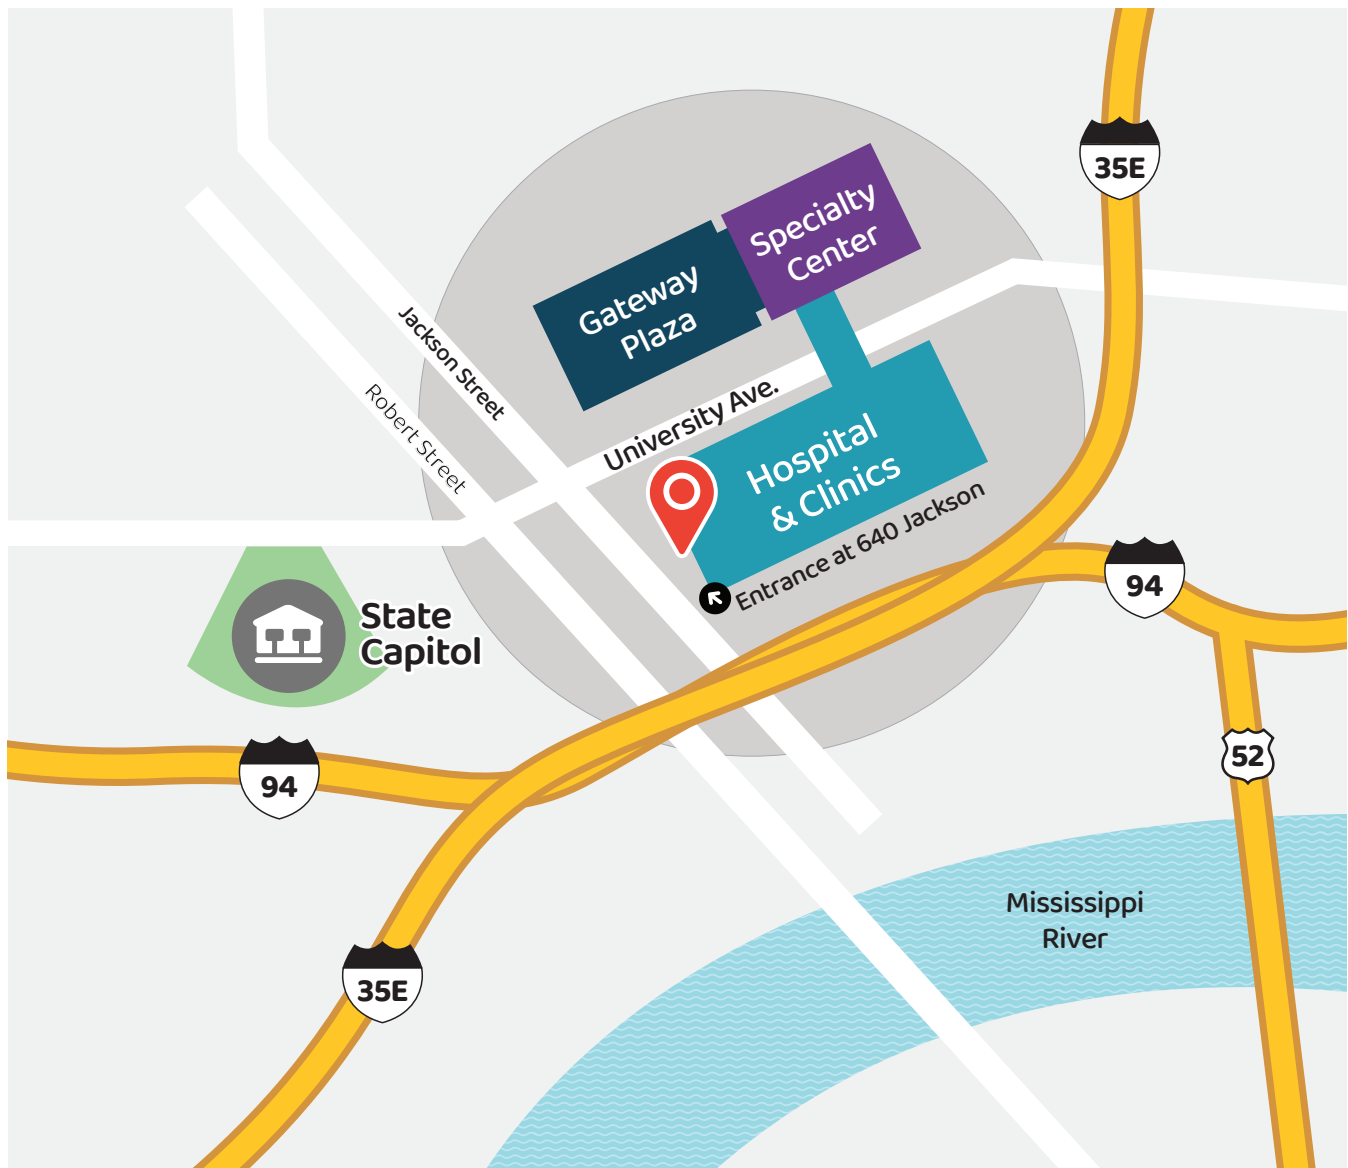 35E
Specialty
Center
Gateway
Plaza
Jackson Street
Robert Street
University Ave.
Hospital
& Clinics
Entrance at 640 Jackson
94
State
Capitol
94
52
Mississippi
River
35E